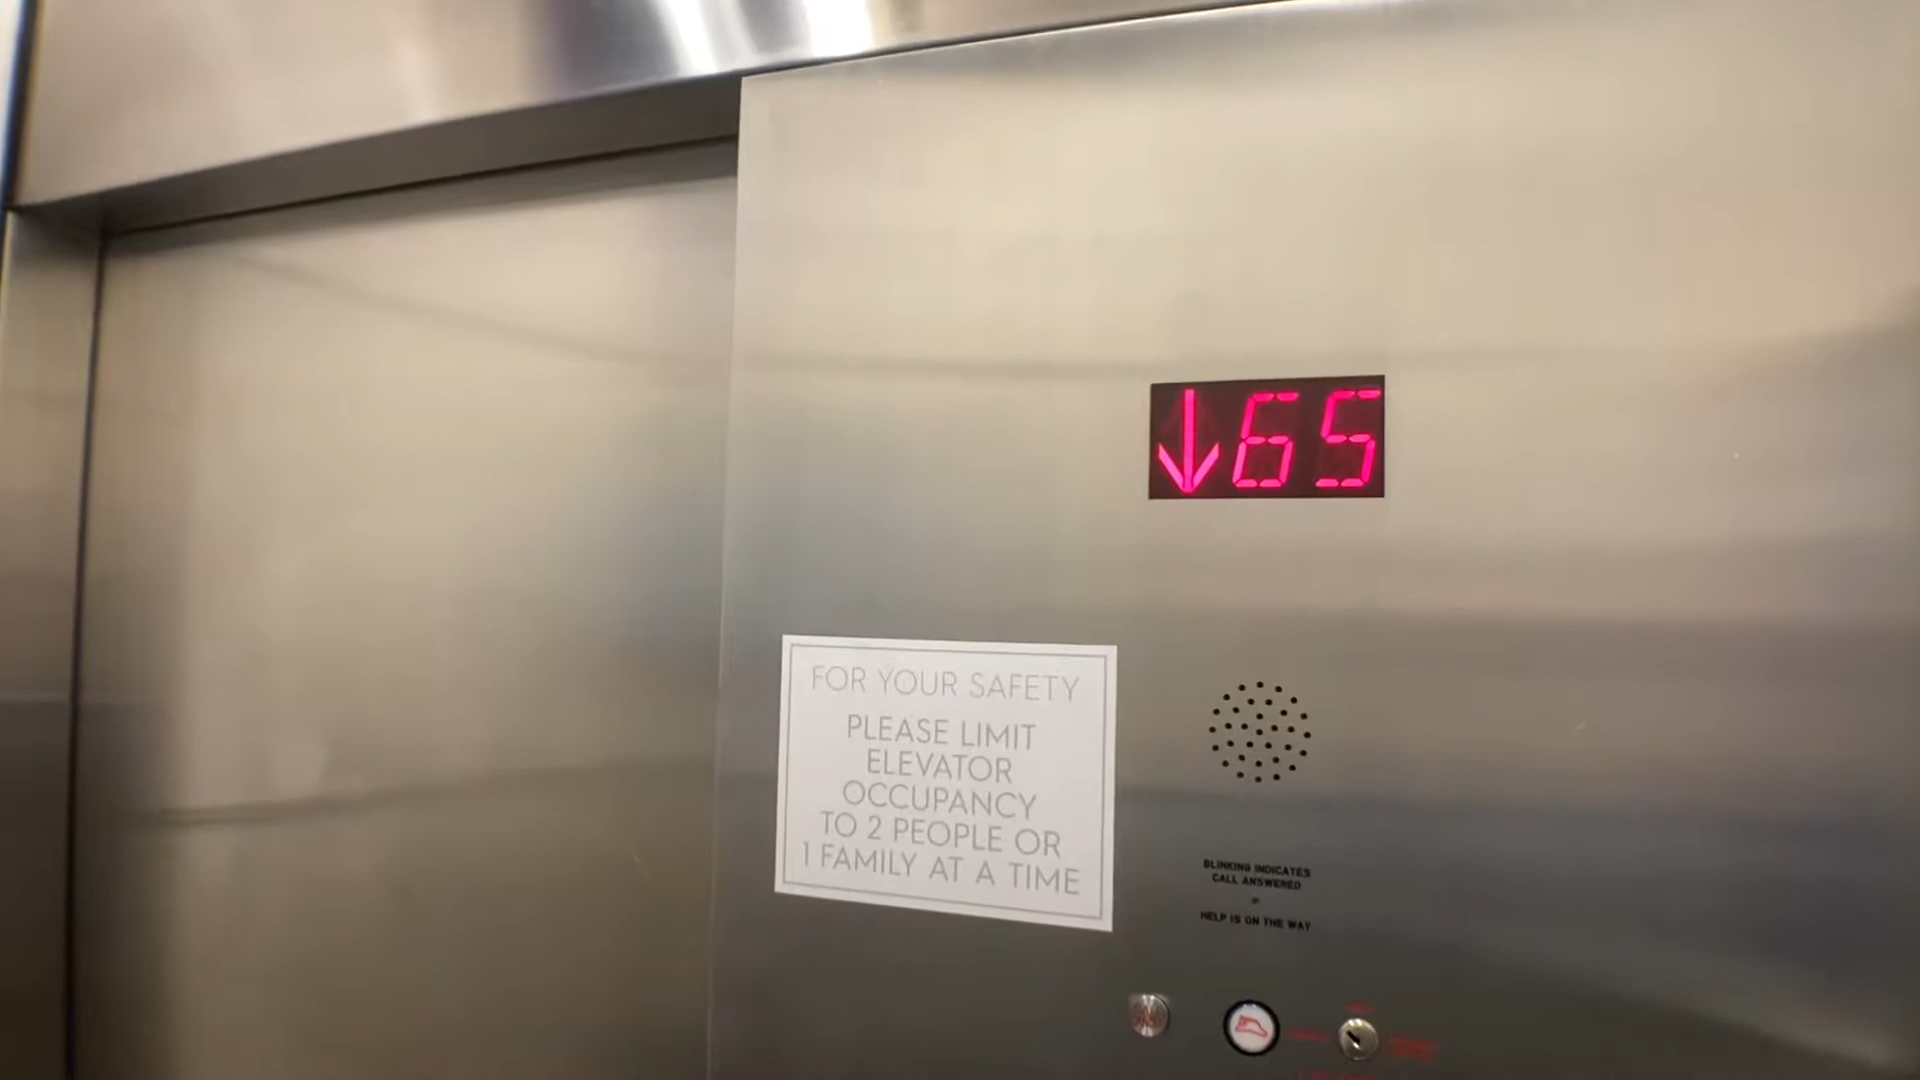 ↓65
FOR YOUR SAFETY
PLEASE LIMIT
ELEVATOR
OCCUPANCY
TO 2 PEOPLE OR
1 FAMILY AT A TIME
BLINKING INDICATES
CALL ANSWERED
HELP IS ON THE WAY